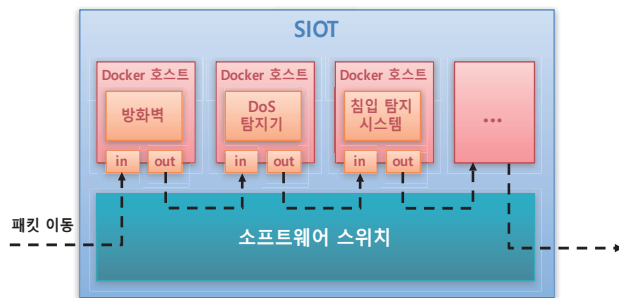 SIOT
Docker 호스트
방화벽
in out
Docker 호스트
DoS
탐지기
in out
Docker 호스트
침입 탐지
시스템
in out
...
패킷 이동
소프트웨어 스위치